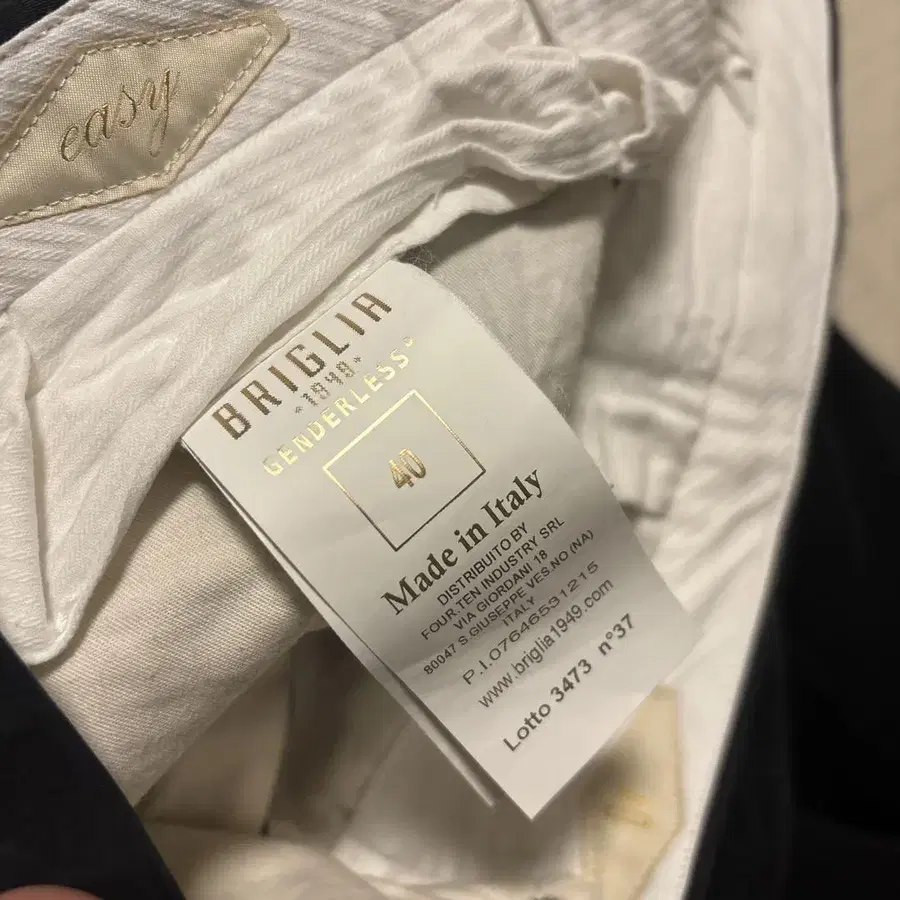 easy
BRIGLIA
*1949*
GENDERLESS°
40
Made in Italy
DISTRIBUITO BY
FOUR.TEN INDUSTRY SRL
VIA GIORDANI 18
80047 S.GIUSEPPE VES.NO (NA)
ITALY
P.I.07646531215
www.briglia1949.com
Lotto 3473 n°37